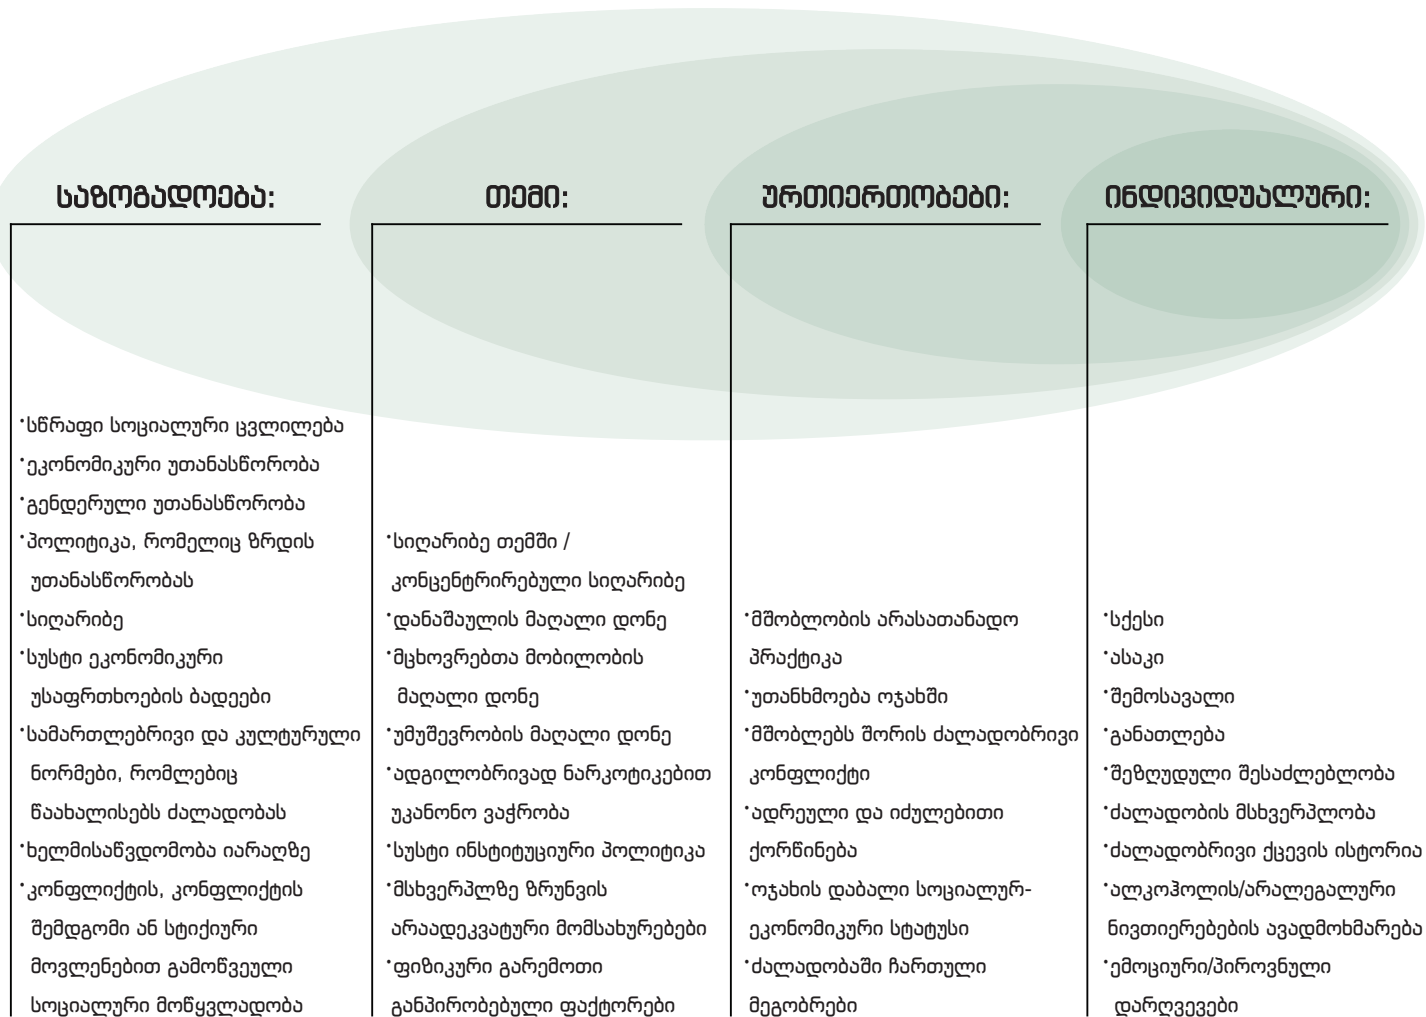 საზოგადოება:
·სწრაფი სოციალური ცვლილება
·ეკონომიკური უთანასწორობა
·გენდერული უთანასწორობა
·პოლიტიკა, რომელიც ზრდის
უთანასწორობას
·სიღარიბე
·სუსტი ეკონომიკური
უსაფრთხოების ბადეები
·სამართლებრივი და კულტურული
ნორმები, რომლებიც
წაახალისებს ძალადობას
·ხელმისაწვდომობა იარაღზე
·კონფლიქტის, კონფლიქტის
შემდგომი ან სტიქიური
მოვლენებით გამოწვეული
სოციალური მოწყვლადობა
თემი:
·სიღარიბე თემში /
კონცენტრირებული სიღარიბე
·დანაშაულის მაღალი დონე
·მცხოვრებთა მობილობის
მაღალი დონე
·უმუშევრობის მაღალი დონე
·ადგილობრივად ნარკოტიკებით
უკანონო ვაჭრობა
·სუსტი ინსტიტუციური პოლიტიკა
·მსხვერპლზე ზრუნვის
არაადეკვატური მომსახურებები
·ფიზიკური გარემოთი
განპირობებული ფაქტორები
ურთიერთობები:
·მშობლობის არასათანადო
პრაქტიკა
·უთანხმოება ოჯახში
·მშობლებს შორის ძალადობრივი
კონფლიქტი
·ადრეული და იძულებითი
ქორწინება
·ოჯახის დაბალი სოციალურ-
ეკონომიკური სტატუსი
·ძალადობაში ჩართული
მეგობრები
ინდივიდუალური:
·სქესი
·ასაკი
·შემოსავალი
·განათლება
·შეზღუდული შესაძლებლობა
·ძალადობის მსხვერპლობა
·ძალადობრივი ქცევის ისტორია
·ალკოჰოლის/არალეგალური
ნივთიერებების ავადმოხმარება
·ემოციური/პიროვნული
დარღვევები